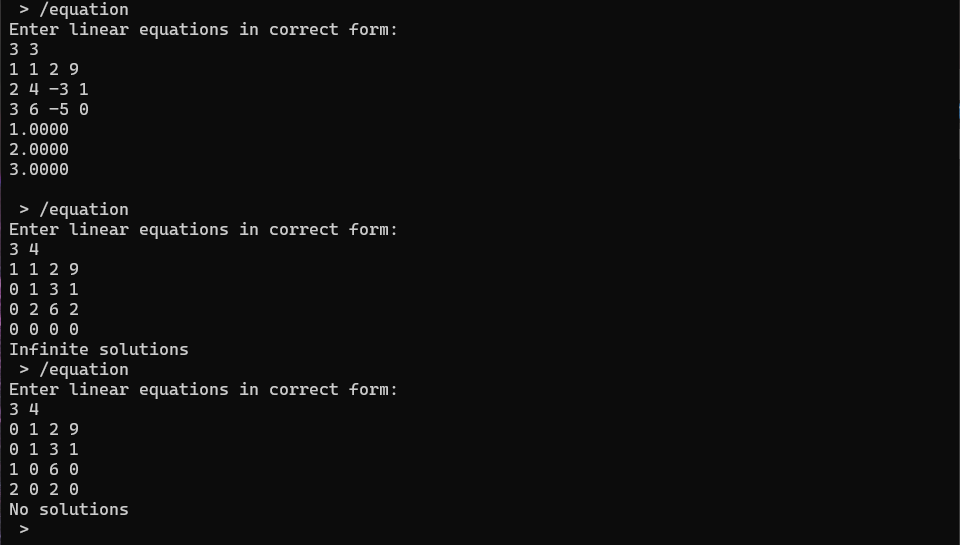 > /equation
Enter linear equations in correct form:
3 3
1 1 2 9
2 4 -3 1
3 6 -5 0
1.0000
2.0000
3.0000
> /equation
Enter linear equations in correct form:
3 4
1 1 2 9
0 1 3 1
0 2 6 2
0 0 0 0
Infinite solutions
> /equation
Enter linear equations in correct form:
3 4
0 1 2 9
0 1 3 1
1 0 6 0
2 0 2 0
No solutions
>